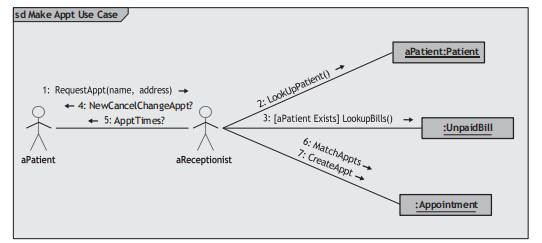 sd Make Appt Use Case
aPatient;Patient
1: RequestAppt(name, address)
2: LookUpPatient()
4: NewCancelChangeAppt?
3: [aPatient Exists] LookupBills()
5: ApptTimes?
:UnpaidBill
aPatient
aReceptionist
6: MatchAppts
7: CreateAppt
:Appointment